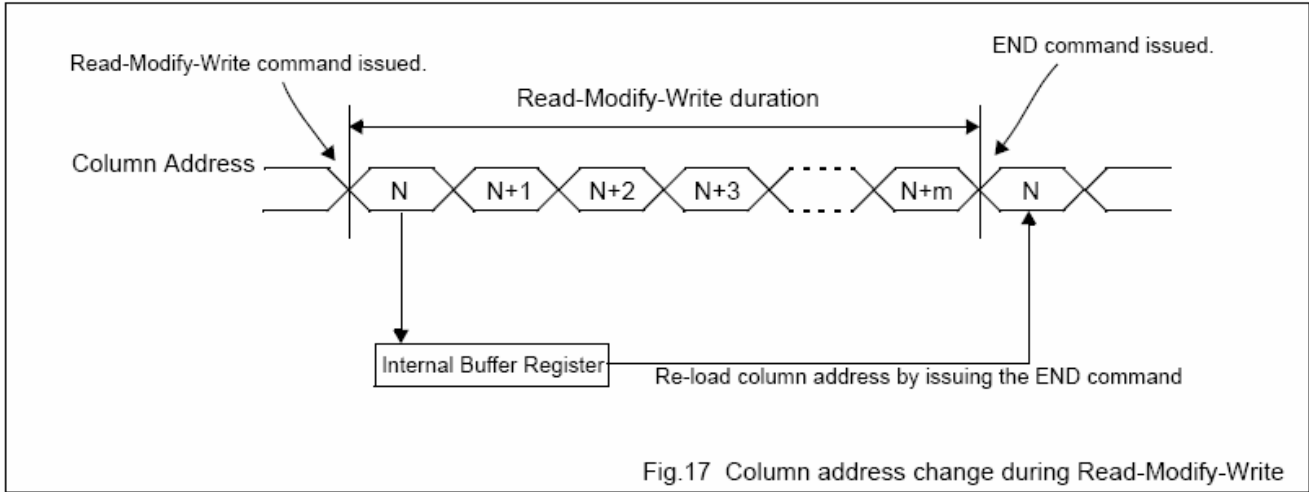 END command issued.
Read-Modify-Write command issued.
Read-Modify-Write duration
Column Address
N N+1 N+2 N+3 N+m N
Internal Buffer Register
Re-load column address by issuing the END command
Fig.17 Column address change during Read-Modify-Write